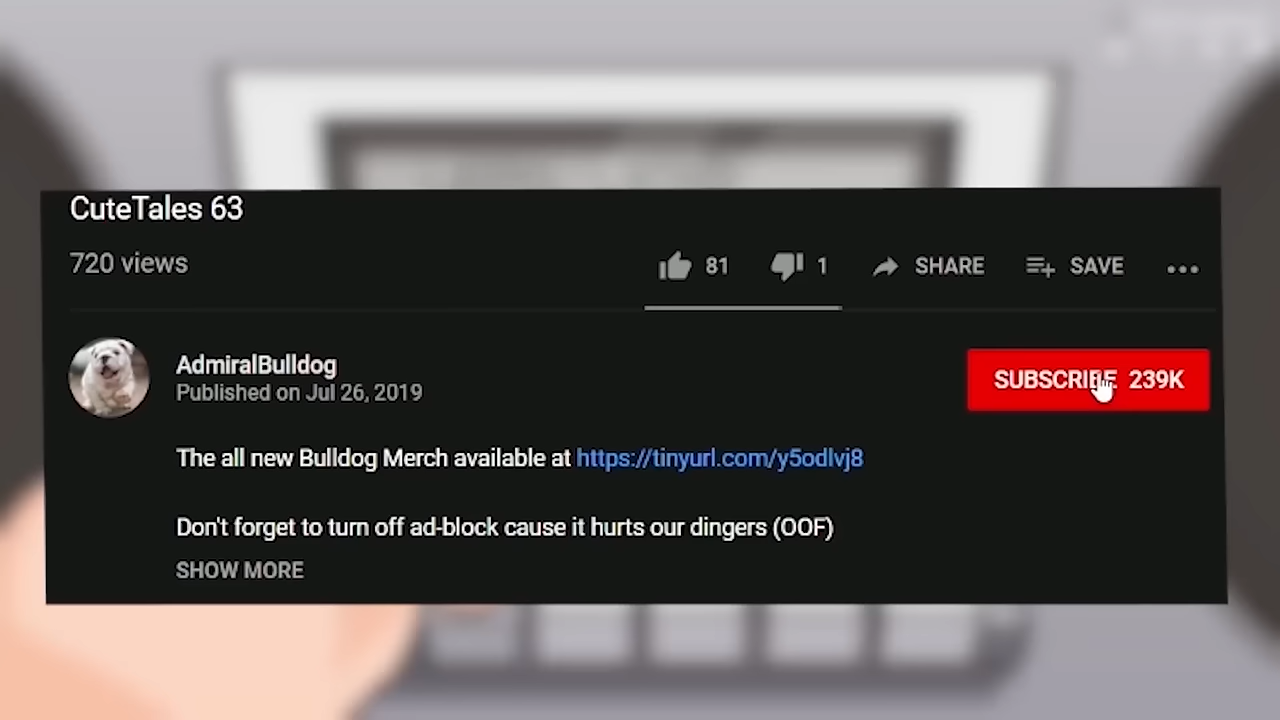 CuteTales 63
720 views
81 1 SHARE SAVE
AdmiralBulldog
SUBSCRIBE 239K
Published on Jul 26, 2019
The all new Bulldog Merch available at https://tinyurl.com/y5odlvj8
Don't forget to turn off ad-block cause it hurts our dingers (OOF)
SHOW MORE